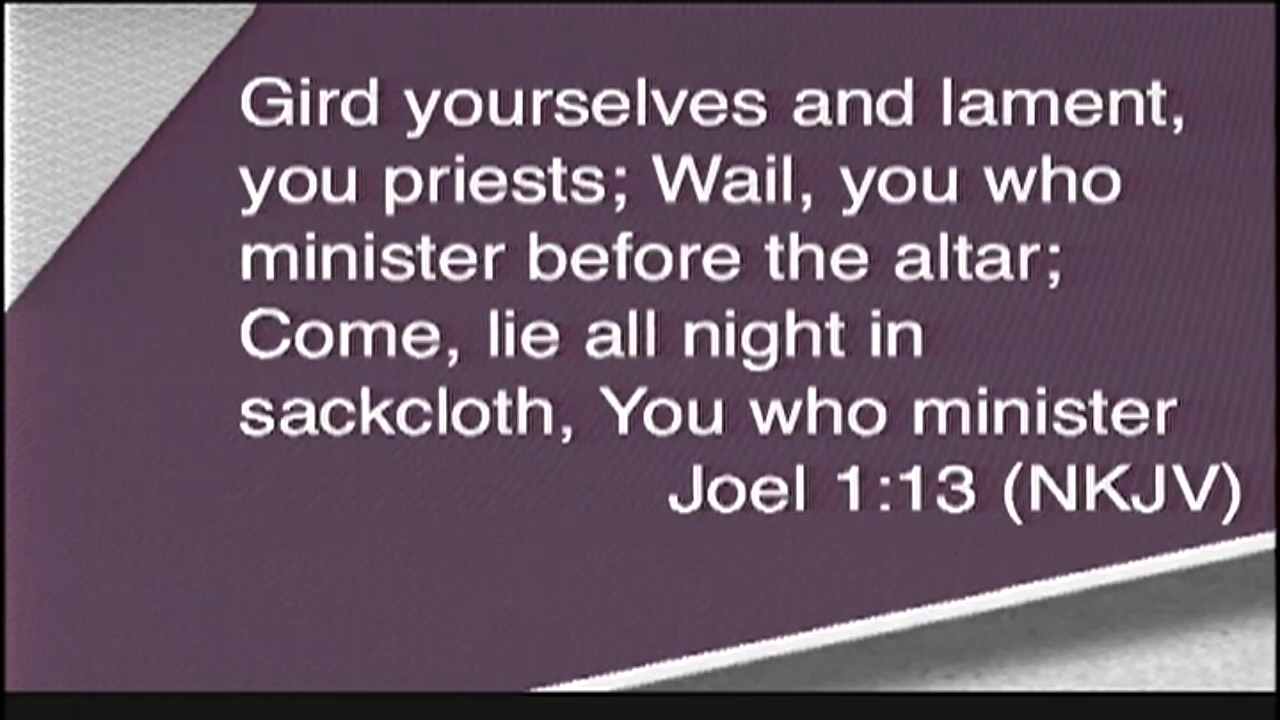 Gird yourselves and lament,
you priests; Wail, you who
minister before the altar;
Come, lie all night in
sackcloth, You who minister
Joel 1:13 (NKJV)